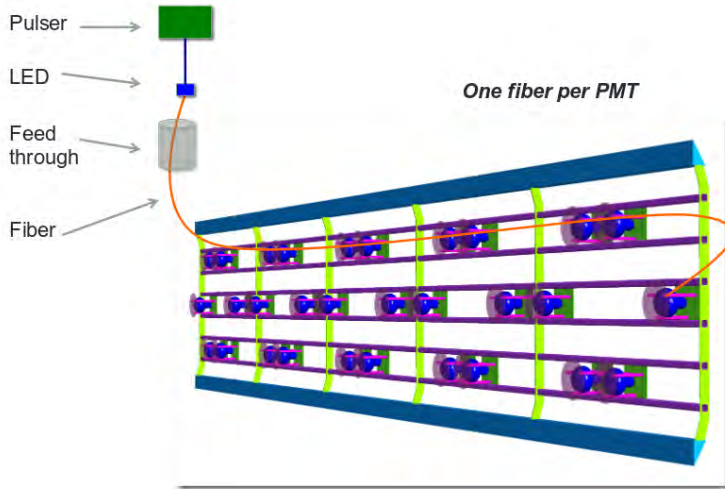 Pulser
LED
One fiber per PMT
Feed
through
Fiber